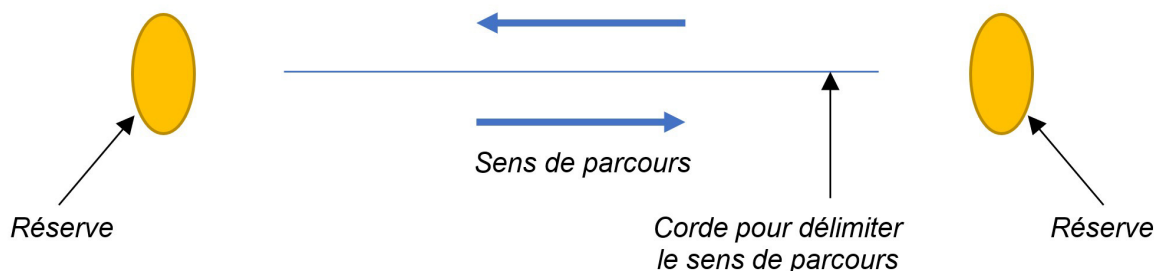 Sens de parcours
Réserve
Corde pour délimiter
le sens de parcours
Réserve